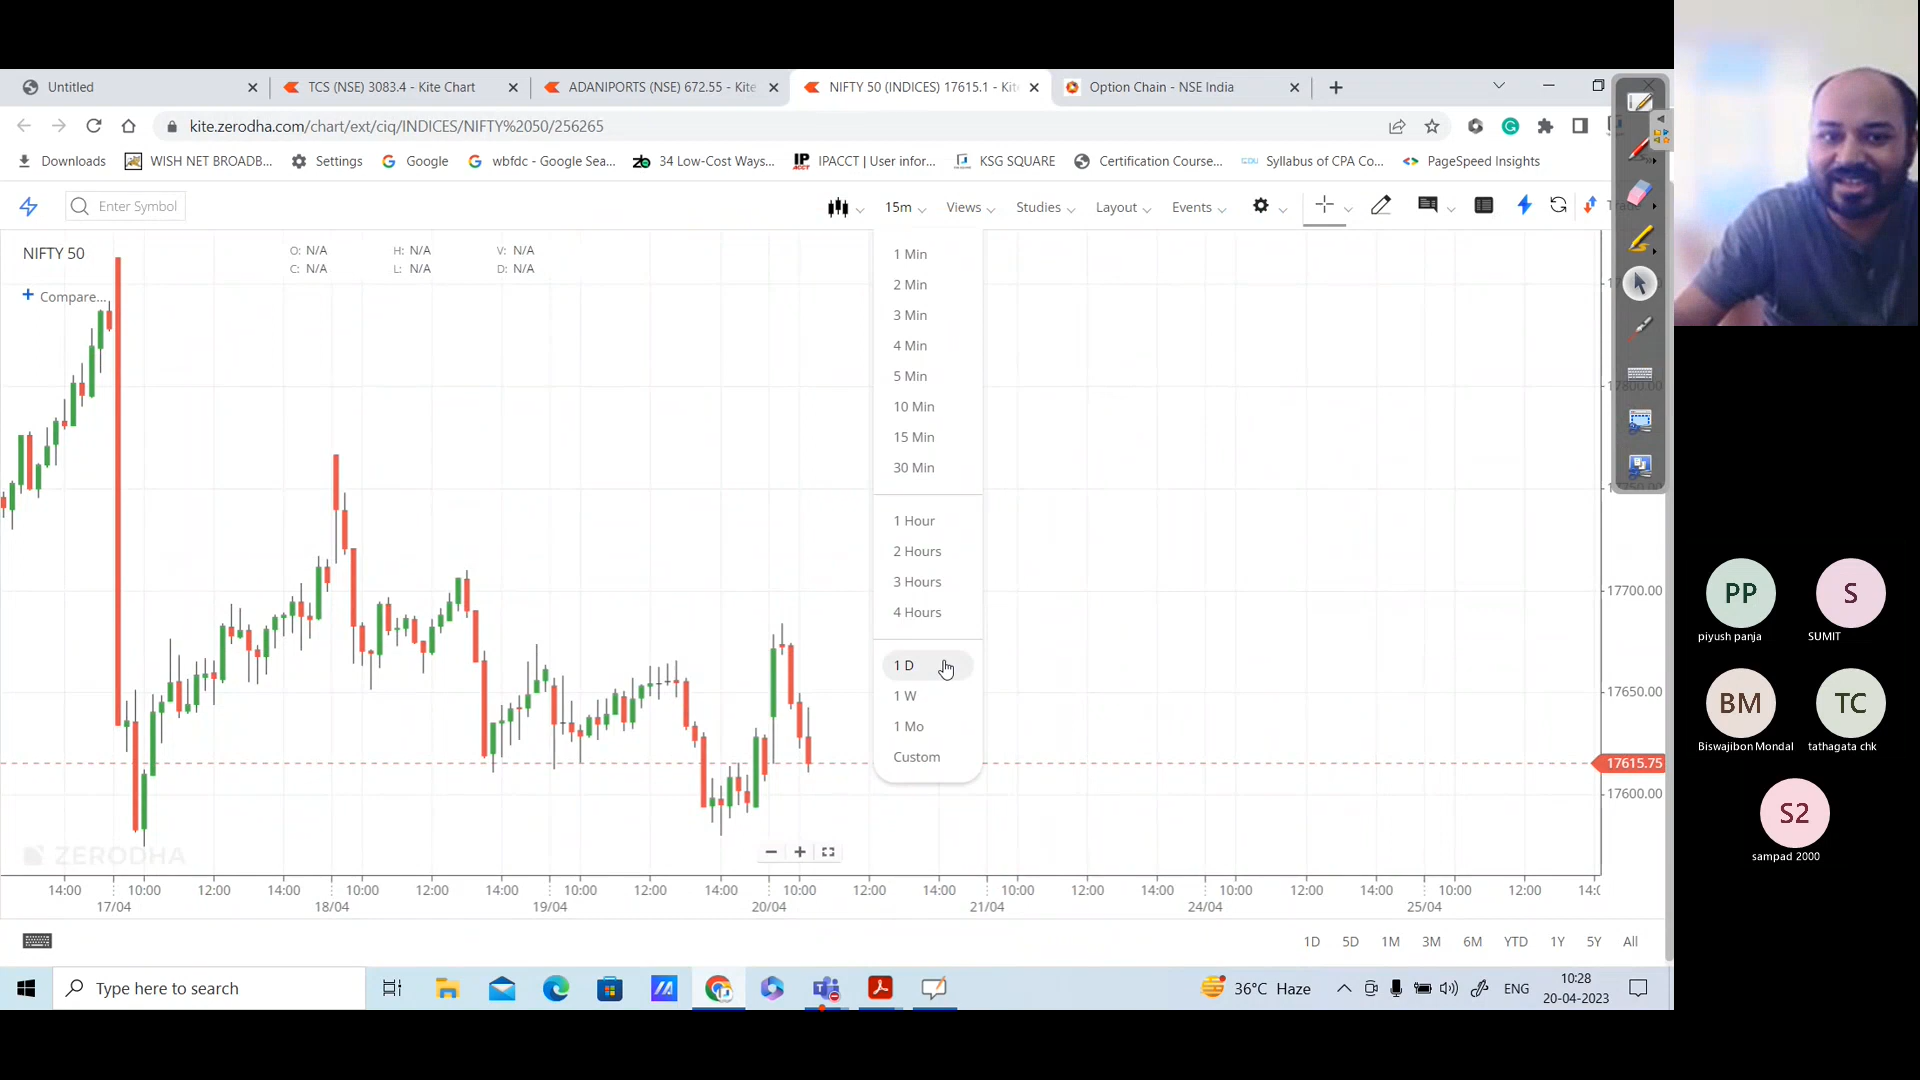 Untitled
TCS (NSE) 3083.4 - Kite Chart
ADANIPORTS (NSE) 672.55 - Kite
NIFTY 50 (INDICES) 17615.1 - Kit
Option Chain - NSE India
kite.zerodha.com/chart/ext/ciq/INDICES/NIFTY%2050/256265
Downloads
WISH NET BROADB...
Settings
Google
wbfdc - Google Sea...
34 Low-Cost Ways...
IPACCT | User infor...
KSG SQUARE
Certification Course...
Syllabus of CPA Co...
PageSpeed Insights
Enter Symbol
15m
Views
Studies
Layout
Events
NIFTY 50
O: N/A H: N/A V: N/A
C: N/A L: N/A D: N/A
Compare...
1 Min
2 Min
3 Min
4 Min
5 Min
10 Min
15 Min
30 Min
1 Hour
2 Hours
3 Hours
4 Hours
1 D
1 W
1 Mo
Custom
17800.00
17750.00
17700.00
17650.00
17615.75
17600.00
ZERODHA
14:00 10:00 12:00 14:00 10:00 12:00 14:00 10:00 12:00 14:00 10:00 12:00 14:00 10:00 12:00 14:00 10:00 12:00 14:00 10:00 12:00
17/04 18/04 19/04 20/04 21/04 24/04 25/04
1D 5D 1M 3M 6M YTD 1Y 5Y All
Type here to search
36°C Haze
ENG
10:28
20-04-2023
PP
piyush panja
S
SUMIT
BM
Biswajibon Mondal
TC
tathagata chk
S2
sampad 2000